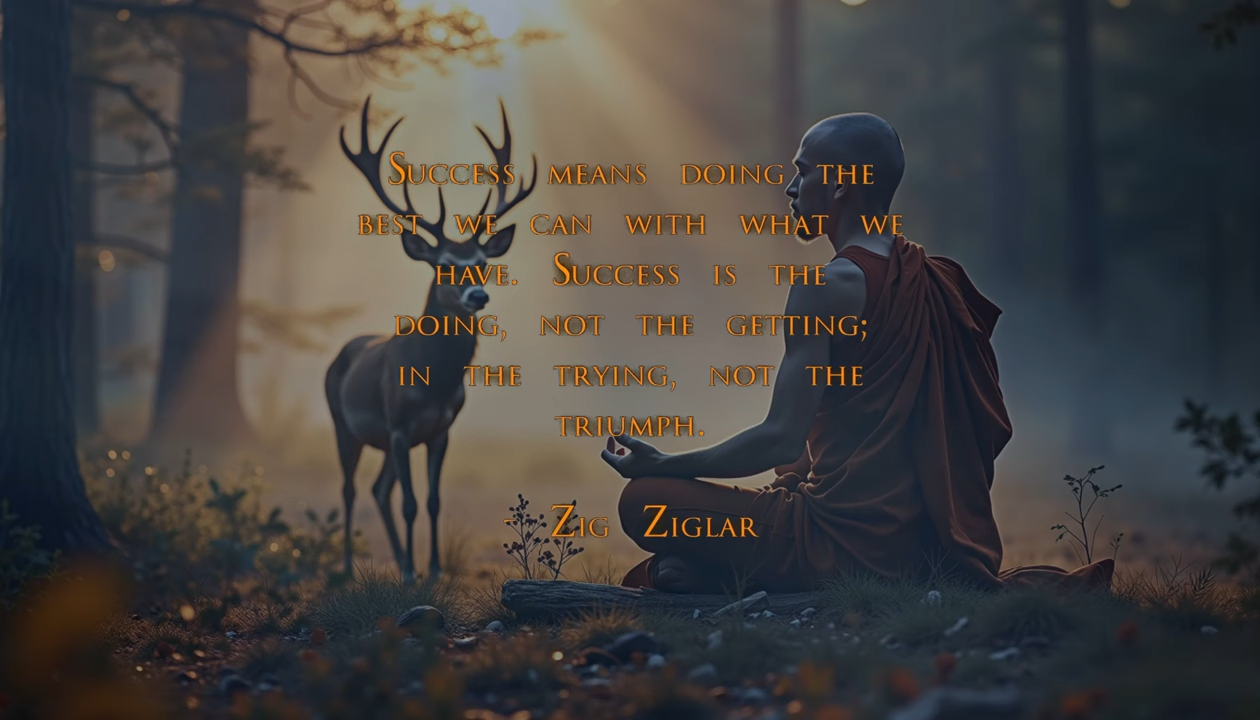 Success means doing the
best we can with what we
have. Success is the
doing, not the getting;
in the trying, not the
triumph.
- Zig Ziglar